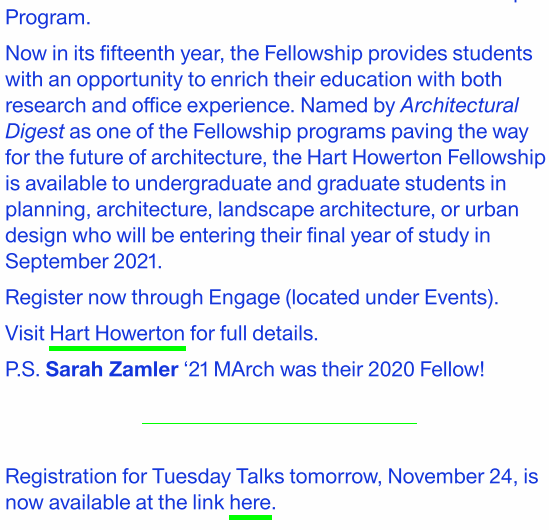 Program.
Now in its fifteenth year, the Fellowship provides students
with an opportunity to enrich their education with both
research and office experience. Named by Architectural
Digest as one of the Fellowship programs paving the way
for the future of architecture, the Hart Howerton Fellowship
is available to undergraduate and graduate students in
planning, architecture, landscape architecture, or urban
design who will be entering their final year of study in
September 2021.
Register now through Engage (located under Events).
Visit Hart Howerton for full details.
P.S. Sarah Zamler ‘21 MArch was their 2020 Fellow!
Registration for Tuesday Talks tomorrow, November 24, is
now available at the link here.